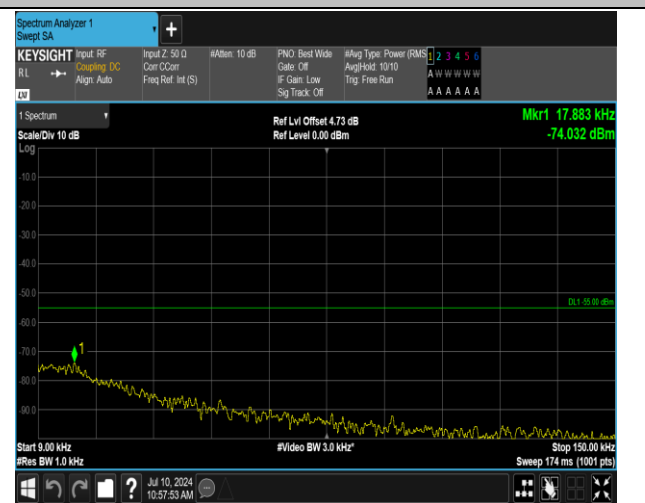 Spectrum Analyzer 1
Swept SA
+
KEYSIGHT Input: RF Input Z: 50 Ω #Atten: 10 dB PNO: Best Wide #Avg Type: Power (RMS 1 2 3 4 5 6
RL Coupling: DC Corr CCorr Gate: Off Avg|Hold: 10/10 A W W W W W
Align: Auto Freq Ref: Int (S) IF Gain: Low Trig: Free Run
LXI Sig Track: Off A A A A A A
1 Spectrum Ref Lvl Offset 4.73 dB Mkr1 17.883 kHz
Scale/Div 10 dB Ref Level 0.00 dBm -74.032 dBm
Log
-10.0
-20.0
-30.0
-40.0
-50.0
DL1 -55.00 dBm
-60.0
-70.0
1
-80.0
-90.0
Start 9.00 kHz #Video BW 3.0 kHz* Stop 150.00 kHz
#Res BW 1.0 kHz Sweep 174 ms (1001 pts)
? Jul 10, 2024
10:57:53 AM